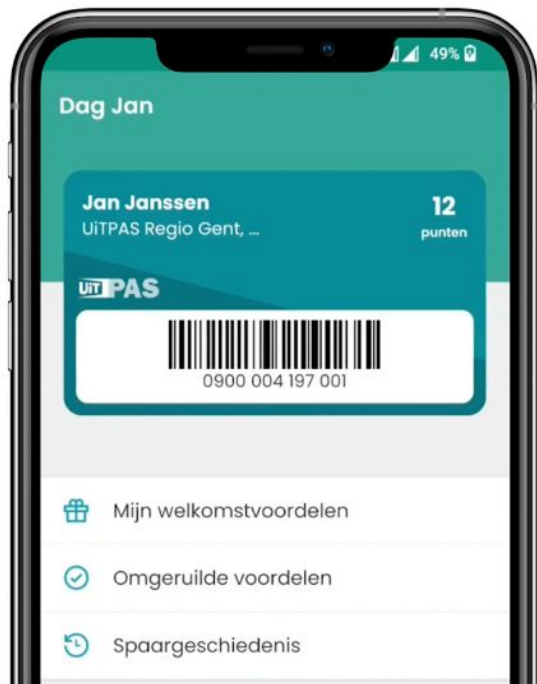 49%
Dag Jan
Jan Janssen
12
UiTPAS Regio Gent, ...
punten
UiT PAS
0900 004 197 001
Mijn welkomstvoordelen
Omgeruilde voordelen
Spaargeschiedenis